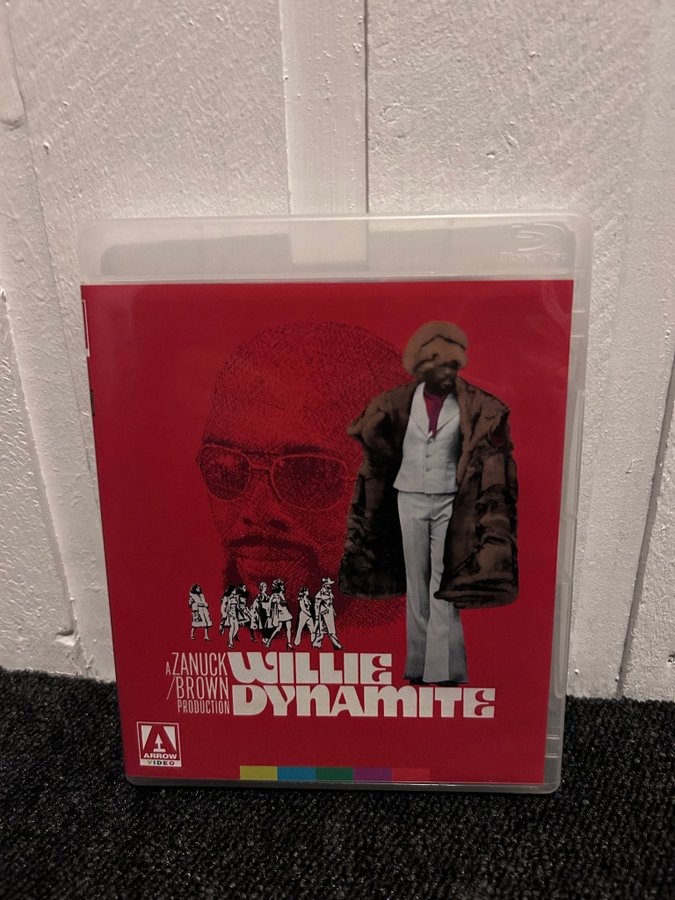 A ZANUCK
/BROWN
PRODUCTION
WILLIE
DYNAMITE
ARROW
VIDEO